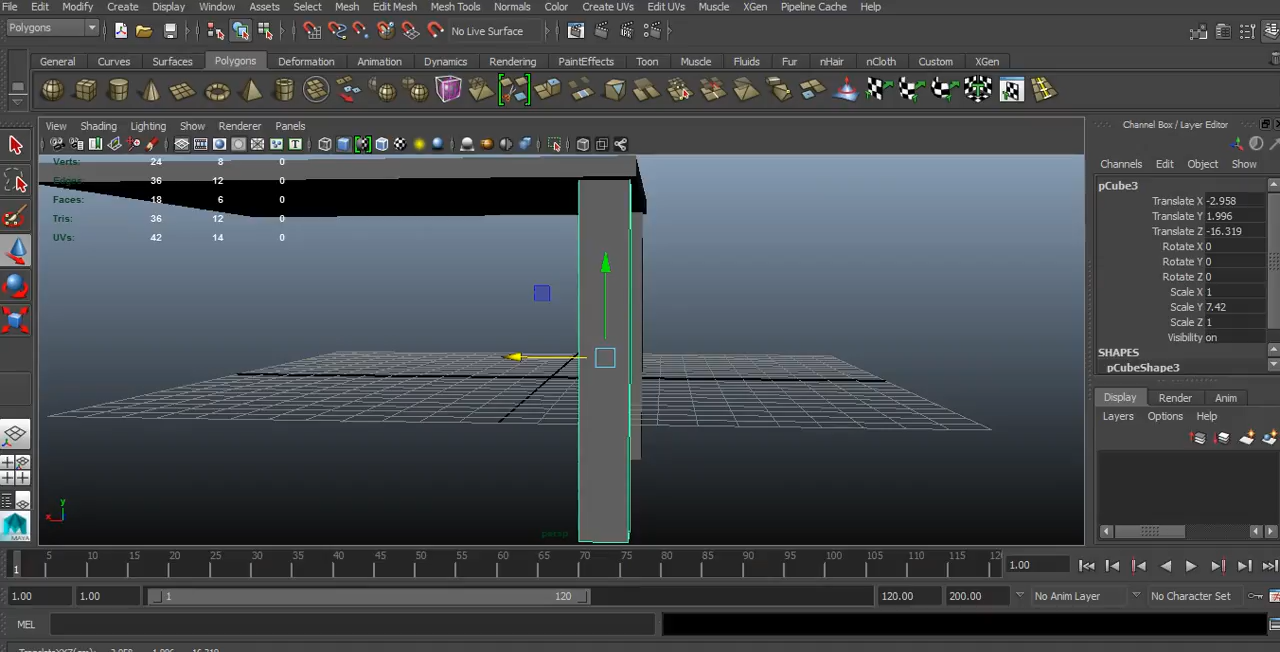 File Edit Modify Create Display Window Assets Select Mesh Edit Mesh Mesh Tools Normals Color Create UVs Edit UVs Muscle XGen Pipeline Cache Help
Polygons No Live Surface
General Curves Surfaces Polygons Deformation Animation Dynamics Rendering PaintEffects Toon Muscle Fluids Fur nHair nCloth Custom XGen
View Shading Lighting Show Renderer Panels
Channel Box / Layer Editor
Channels Edit Object Show
Verts: 24 8 0
Edges: 36 12 0
Faces: 18 6 0
Tris: 36 12 0
UVs: 42 14 0
pCube3
Translate X -2.958
Translate Y 1.996
Translate Z -16.319
Rotate X 0
Rotate Y 0
Rotate Z 0
Scale X 1
Scale Y 7.42
Scale Z 1
Visibility on
SHAPES
pCubeShape3
Display Render Anim
Layers Options Help
y
x
persp
MAYA
1 5 10 15 20 25 30 35 40 45 50 55 60 65 70 75 80 85 90 95 100 105 110 115 12
1.00
1.00 1.00 1 120 120.00 200.00 No Anim Layer No Character Set
MEL